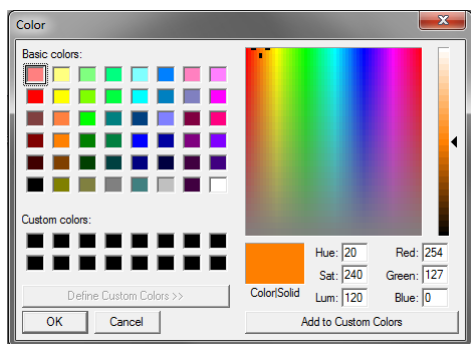 Color
Basic colors:
Custom colors:
Define Custom Colors >>
OK
Cancel
Color|Solid
Hue: 20
Sat: 240
Lum: 120
Red: 254
Green: 127
Blue: 0
Add to Custom Colors